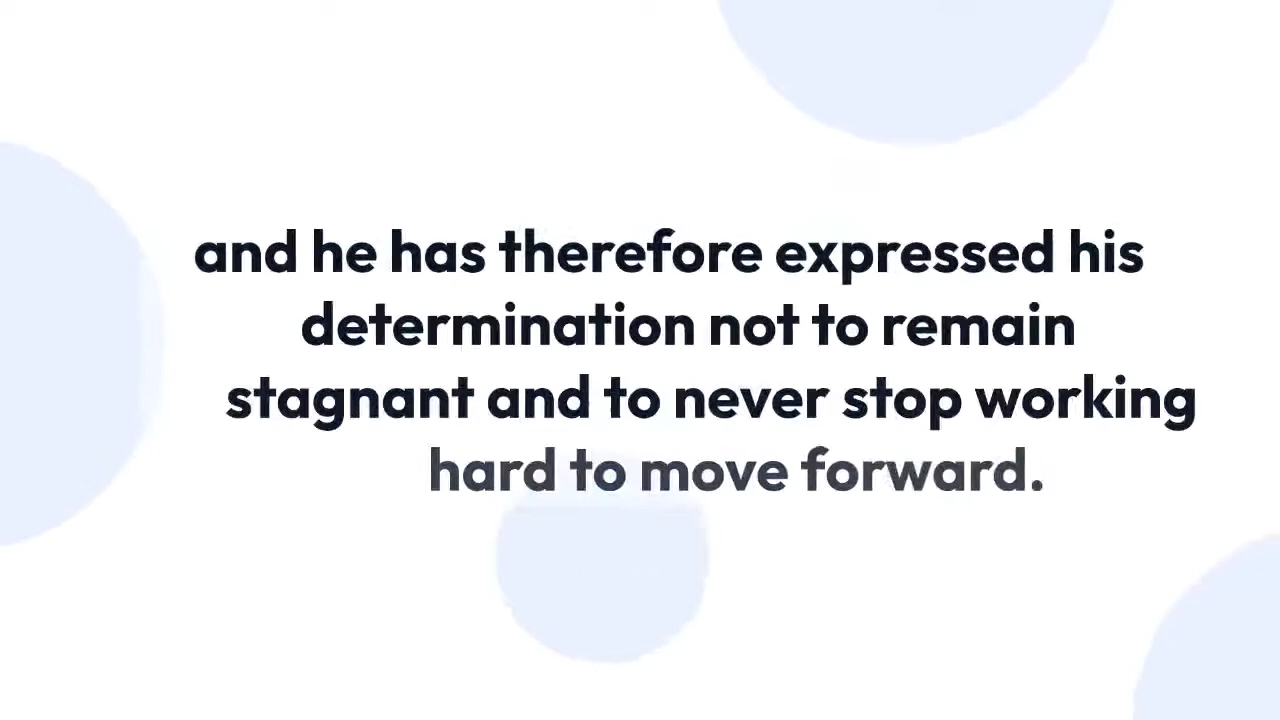 and he has therefore expressed his
determination not to remain
stagnant and to never stop working
hard to move forward.